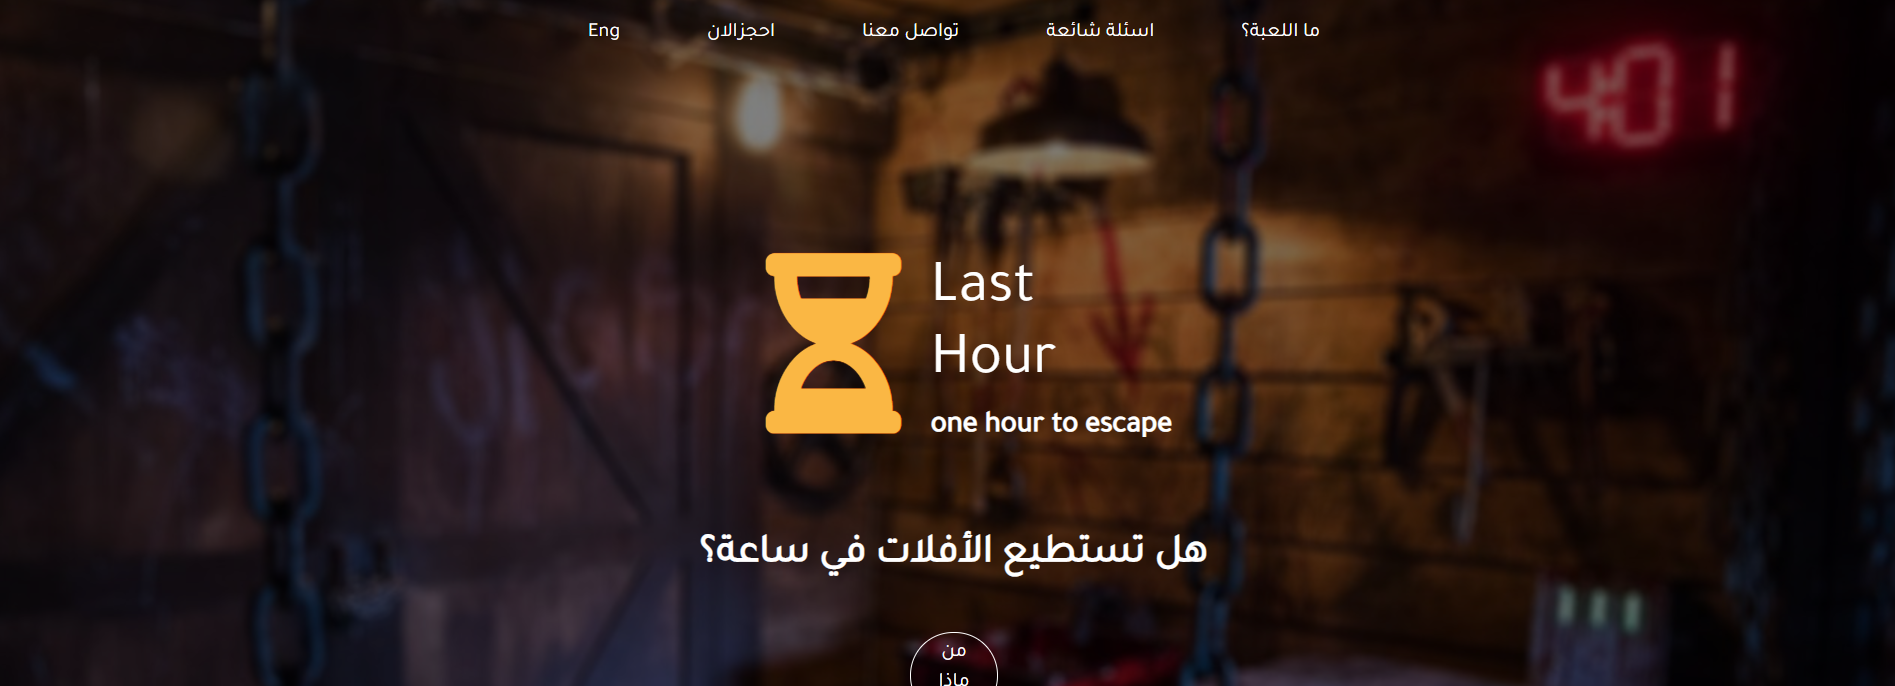 ما اللعبة؟
اسئلة شائعة
تواصل معنا
احجزالان
Eng
401
Last
Hour
one hour to escape
هل تستطيع الأفلات في ساعة؟
من
ماذا